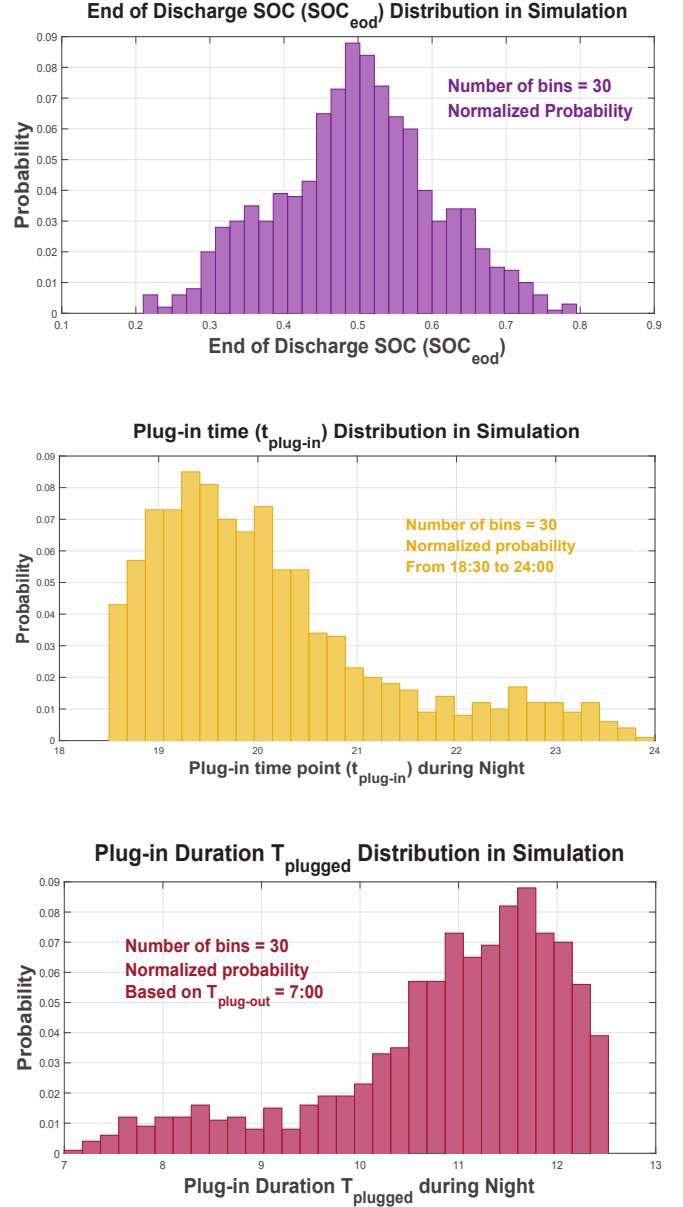 End of Discharge SOC (SOC_eod) Distribution in Simulation
0.09
0.08
0.07
0.06
0.05
0.04
0.03
0.02
0.01
0
Probability
Number of bins = 30
Normalized Probability
0.1 0.2 0.3 0.4 0.5 0.6 0.7 0.8 0.9
End of Discharge SOC (SOC_eod)
Plug-in time (t_plug-in) Distribution in Simulation
0.09
0.08
0.07
0.06
0.05
0.04
0.03
0.02
0.01
0
Probability
Number of bins = 30
Normalized probability
From 18:30 to 24:00
18 19 20 21 22 23 24
Plug-in time point (t_plug-in) during Night
Plug-in Duration T_plugged Distribution in Simulation
0.09
0.08
0.07
0.06
0.05
0.04
0.03
0.02
0.01
0
Probability
Number of bins = 30
Normalized probability
Based on T_plug-out = 7:00
7 8 9 10 11 12 13
Plug-in Duration T_plugged during Night